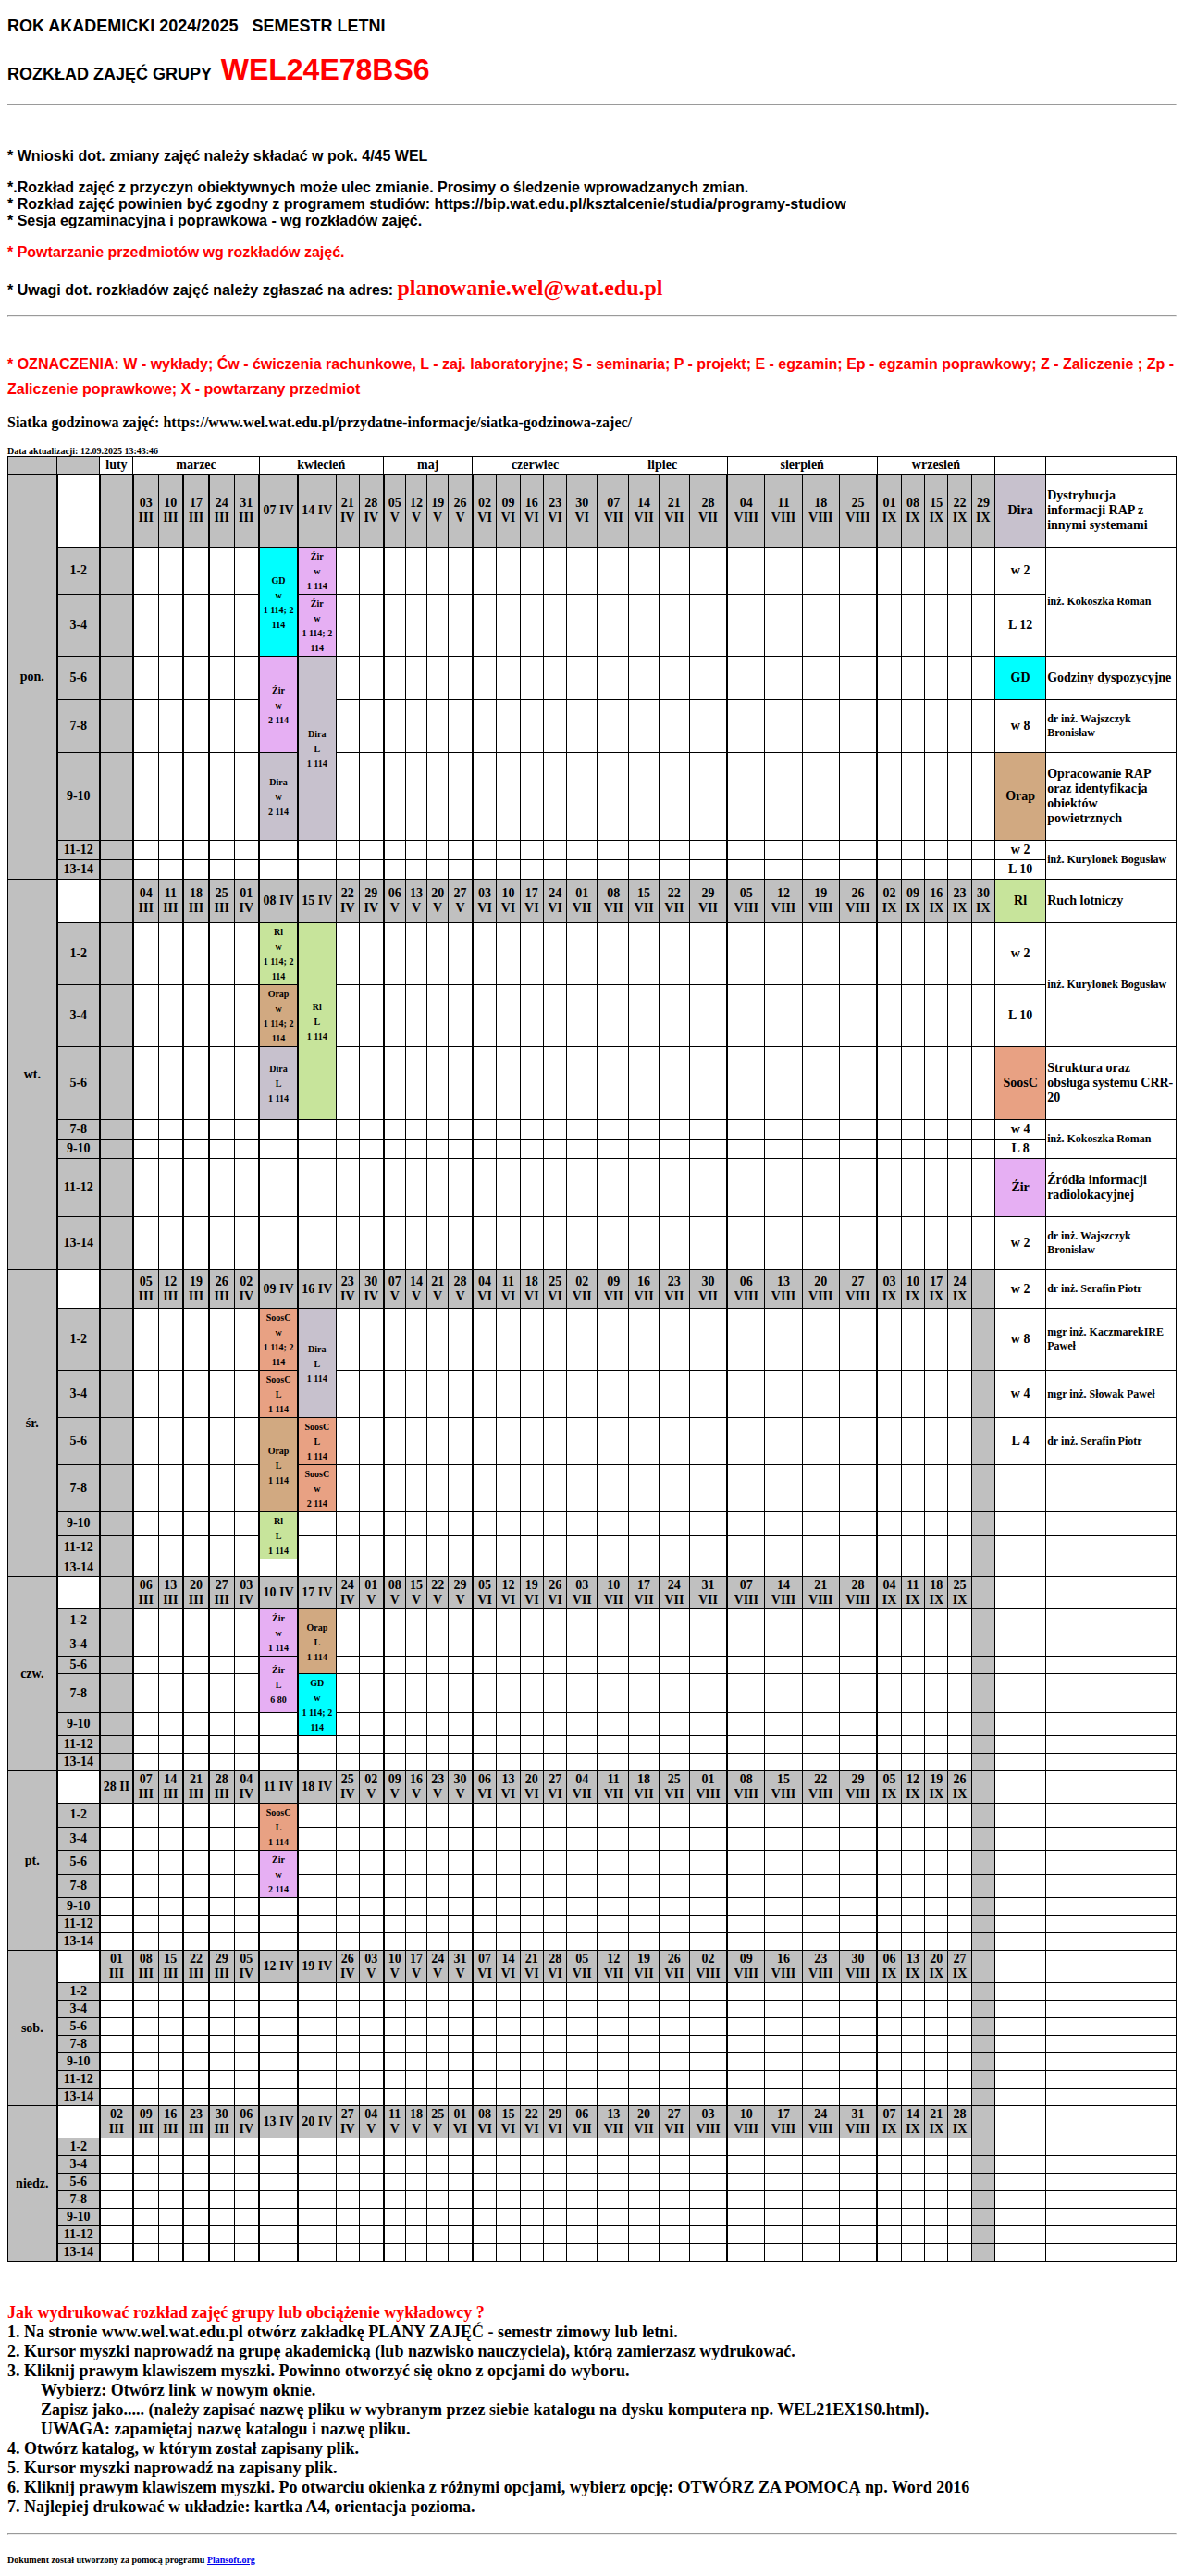 ROK AKADEMICKI 2024/2025 SEMESTR LETNI
ROZKŁAD ZAJĘĆ GRUPY WEL24E78BS6
* Wnioski dot. zmiany zajęć należy składać w pok. 4/45 WEL
*.Rozkład zajęć z przyczyn obiektywnych może ulec zmianie. Prosimy o śledzenie wprowadzanych zmian.
* Rozkład zajęć powinien być zgodny z programem studiów: https://bip.wat.edu.pl/ksztalcenie/studia/programy-studiow
* Sesja egzaminacyjna i poprawkowa - wg rozkładów zajęć.
* Powtarzanie przedmiotów wg rozkładów zajęć.
* Uwagi dot. rozkładów zajęć należy zgłaszać na adres: planowanie.wel@wat.edu.pl
* OZNACZENIA: W - wykłady; Ćw - ćwiczenia rachunkowe, L - zaj. laboratoryjne; S - seminaria; P - projekt; E - egzamin; Ep - egzamin poprawkowy; Z - Zaliczenie ; Zp -
Zaliczenie poprawkowe; X - powtarzany przedmiot
Siatka godzinowa zajęć: https://www.wel.wat.edu.pl/przydatne-informacje/siatka-godzinowa-zajec/
Data aktualizacji: 12.09.2025 13:43:46
luty marzec kwiecień maj czerwiec lipiec sierpień wrzesień
pon. 03 III 10 III 17 III 24 III 31 III 07 IV 14 IV 21 IV 28 IV 05 V 12 V 19 V 26 V 02 VI 09 VI 16 VI 23 VI 30 VI 07 VII 14 VII 21 VII 28 VII 04 VIII 11 VIII 18 VIII 25 VIII 01 IX 08 IX 15 IX 22 IX 29 IX Dira Dystrybucja informacji RAP z innymi systemami
1-2 GD w 1 114; 2 114 Źir w 1 114 w 2 inż. Kokoszka Roman
3-4 Źir w 1 114; 2 114 L 12
5-6 Źir w 2 114 Dira L 1 114 GD Godziny dyspozycyjne
7-8 w 8 dr inż. Wajszczyk Bronisław
9-10 Dira w 2 114 Orap Opracowanie RAP oraz identyfikacja obiektów powietrznych
11-12 w 2 inż. Kurylonek Bogusław
13-14 L 10
wt. 04 III 11 III 18 III 25 III 01 IV 08 IV 15 IV 22 IV 29 IV 06 V 13 V 20 V 27 V 03 VI 10 VI 17 VI 24 VI 01 VII 08 VII 15 VII 22 VII 29 VII 05 VIII 12 VIII 19 VIII 26 VIII 02 IX 09 IX 16 IX 23 IX 30 IX Rl Ruch lotniczy
1-2 Rl w 1 114; 2 114 Rl L 1 114 w 2 inż. Kurylonek Bogusław
3-4 Orap w 1 114; 2 114 L 10
5-6 Dira L 1 114 SoosC Struktura oraz obsługa systemu CRR-20
7-8 w 4 inż. Kokoszka Roman
9-10 L 8
11-12 Źir Źródła informacji radiolokacyjnej
13-14 w 2 dr inż. Wajszczyk Bronisław
śr. 05 III 12 III 19 III 26 III 02 IV 09 IV 16 IV 23 IV 30 IV 07 V 14 V 21 V 28 V 04 VI 11 VI 18 VI 25 VI 02 VII 09 VII 16 VII 23 VII 30 VII 06 VIII 13 VIII 20 VIII 27 VIII 03 IX 10 IX 17 IX 24 IX w 2 dr inż. Serafin Piotr
1-2 SoosC w 1 114; 2 114 Dira L 1 114 w 8 mgr inż. KaczmarekIRE Paweł
3-4 SoosC L 1 114 w 4 mgr inż. Słowak Paweł
5-6 Orap L 1 114 SoosC L 1 114 L 4 dr inż. Serafin Piotr
7-8 SoosC w 2 114
9-10 Rl L 1 114
11-12
13-14
czw. 06 III 13 III 20 III 27 III 03 IV 10 IV 17 IV 24 IV 01 V 08 V 15 V 22 V 29 V 05 VI 12 VI 19 VI 26 VI 03 VII 10 VII 17 VII 24 VII 31 VII 07 VIII 14 VIII 21 VIII 28 VIII 04 IX 11 IX 18 IX 25 IX
1-2 Źir w 1 114 Orap L 1 114
3-4
5-6 Źir L 6 80
7-8 GD w 1 114; 2 114
9-10
11-12
13-14
pt. 28 II 07 III 14 III 21 III 28 III 04 IV 11 IV 18 IV 25 IV 02 V 09 V 16 V 23 V 30 V 06 VI 13 VI 20 VI 27 VI 04 VII 11 VII 18 VII 25 VII 01 VIII 08 VIII 15 VIII 22 VIII 29 VIII 05 IX 12 IX 19 IX 26 IX
1-2 SoosC L 1 114
3-4
5-6 Źir w 2 114
7-8
9-10
11-12
13-14
sob. 01 III 08 III 15 III 22 III 29 III 05 IV 12 IV 19 IV 26 IV 03 V 10 V 17 V 24 V 31 V 07 VI 14 VI 21 VI 28 VI 05 VII 12 VII 19 VII 26 VII 02 VIII 09 VIII 16 VIII 23 VIII 30 VIII 06 IX 13 IX 20 IX 27 IX
1-2
3-4
5-6
7-8
9-10
11-12
13-14
niedz. 02 III 09 III 16 III 23 III 30 III 06 IV 13 IV 20 IV 27 IV 04 V 11 V 18 V 25 V 01 VI 08 VI 15 VI 22 VI 29 VI 06 VII 13 VII 20 VII 27 VII 03 VIII 10 VIII 17 VIII 24 VIII 31 VIII 07 IX 14 IX 21 IX 28 IX
1-2
3-4
5-6
7-8
9-10
11-12
13-14
Jak wydrukować rozkład zajęć grupy lub obciążenie wykładowcy ?
1. Na stronie www.wel.wat.edu.pl otwórz zakładkę PLANY ZAJĘĆ - semestr zimowy lub letni.
2. Kursor myszki naprowadź na grupę akademicką (lub nazwisko nauczyciela), którą zamierzasz wydrukować.
3. Kliknij prawym klawiszem myszki. Powinno otworzyć się okno z opcjami do wyboru.
Wybierz: Otwórz link w nowym oknie.
Zapisz jako..... (należy zapisać nazwę pliku w wybranym przez siebie katalogu na dysku komputera np. WEL21EX1S0.html).
UWAGA: zapamiętaj nazwę katalogu i nazwę pliku.
4. Otwórz katalog, w którym został zapisany plik.
5. Kursor myszki naprowadź na zapisany plik.
6. Kliknij prawym klawiszem myszki. Po otwarciu okienka z różnymi opcjami, wybierz opcję: OTWÓRZ ZA POMOCĄ np. Word 2016
7. Najlepiej drukować w układzie: kartka A4, orientacja pozioma.
Dokument został utworzony za pomocą programu Plansoft.org